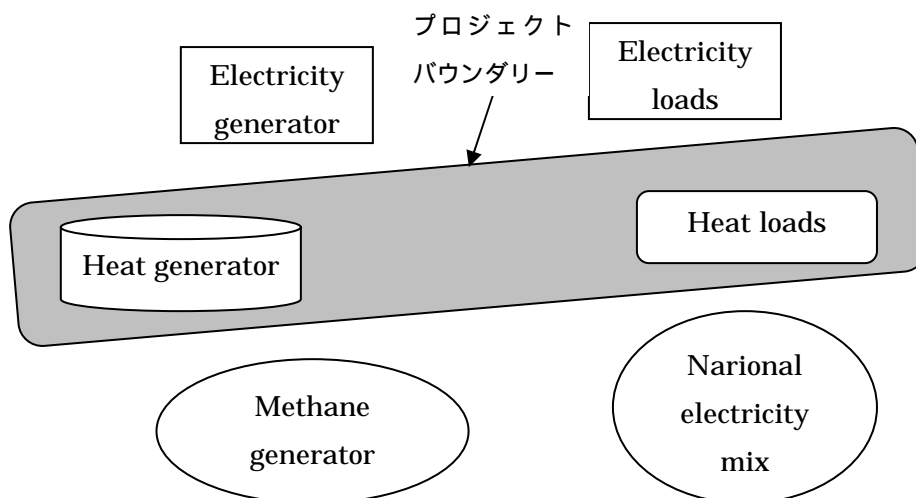 プロジェクト
バウンダリー
Electricity
generator
Electricity
loads
Heat generator
Heat loads
Methane
generator
Narional
electricity
mix